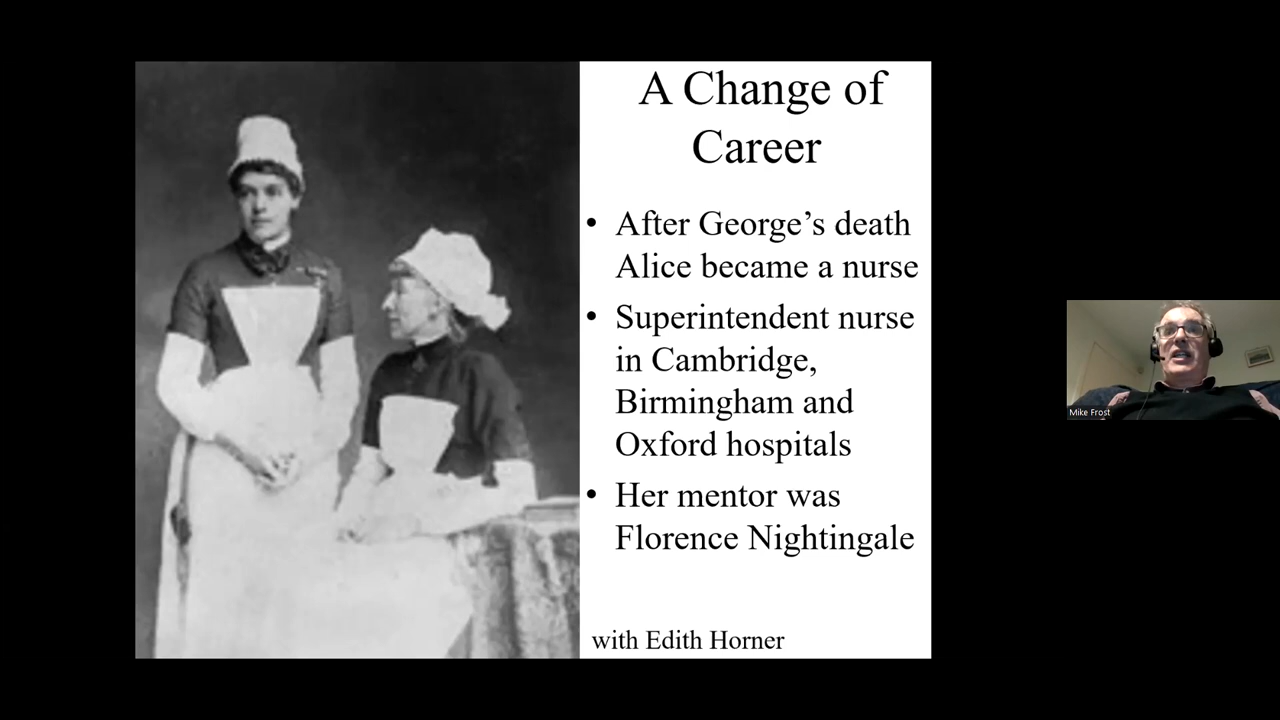 A Change of
Career
• After George’s death
Alice became a nurse
• Superintendent nurse
in Cambridge,
Birmingham and
Oxford hospitals
• Her mentor was
Florence Nightingale
with Edith Horner
Mike Frost